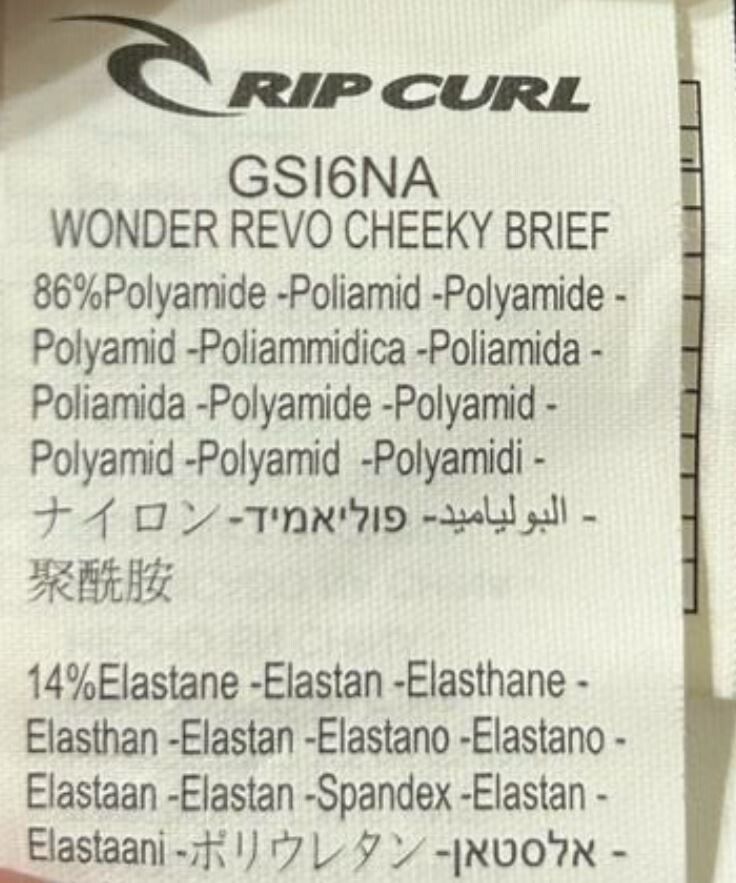 RIP CURL
GSI6NA
WONDER REVO CHEEKY BRIEF
86%Polyamide -Poliamid -Polyamide -
Polyamid -Poliammidica -Poliamida -
Poliamida -Polyamide -Polyamid -
Polyamid -Polyamid -Polyamidi -
ナイロン-פוליאמיד -البولياميد -
聚酰胺
14%Elastane -Elastan -Elasthane -
Elasthan -Elastan -Elastano -Elastano -
Elastaan -Elastan -Spandex -Elastan -
Elastaani -ポリウレタン -אלסטאן -